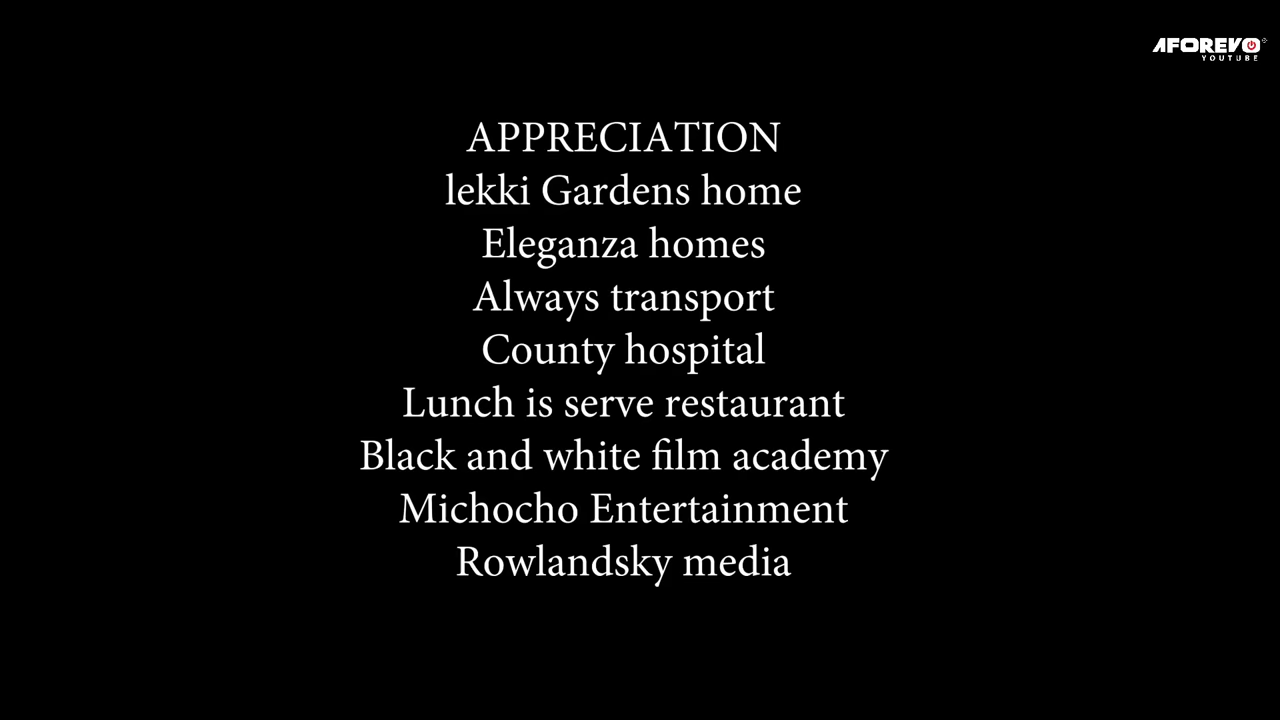 AFOREVO
YOUTUBE
APPRECIATION
lekki Gardens home
Eleganza homes
Always transport
County hospital
Lunch is serve restaurant
Black and white film academy
Michocho Entertainment
Rowlandsky media